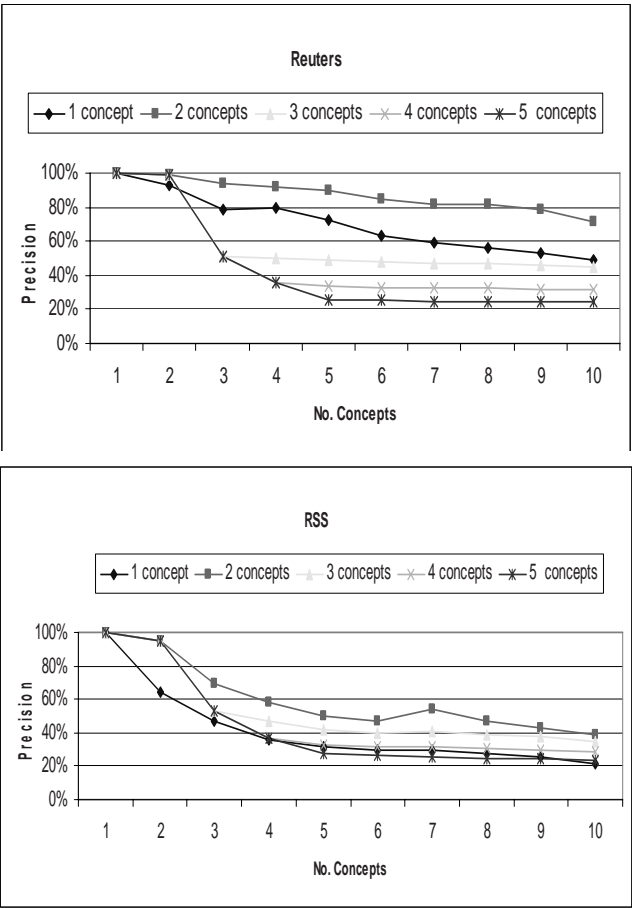 Reuters
1 concept 2 concepts 3 concepts 4 concepts 5 concepts
100%
80%
60%
40%
20%
0%
Precision
1 2 3 4 5 6 7 8 9 10
No. Concepts
RSS
1 concept 2 concepts 3 concepts 4 concepts 5 concepts
100%
80%
60%
40%
20%
0%
Precision
1 2 3 4 5 6 7 8 9 10
No. Concepts